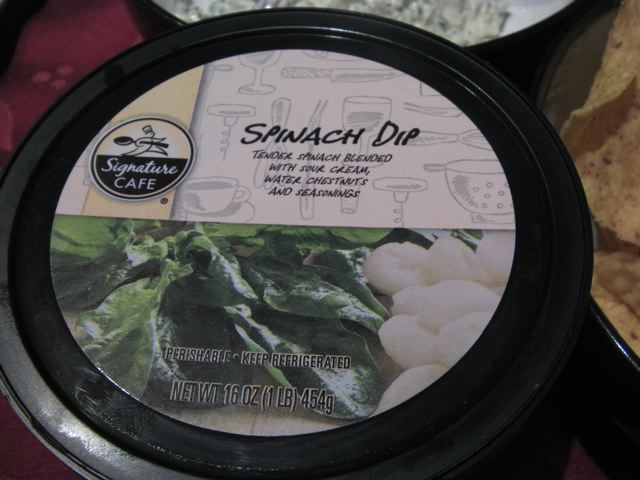 SPINACH DIP
TENDER SPINACH BLENDED
WITH SOUR CREAM,
WATER CHESTNUTS
AND SEASONINGS
Signature
CAFE
®
PERISHABLE • KEEP REFRIGERATED
NET WT 16 OZ (1 LB) 454g